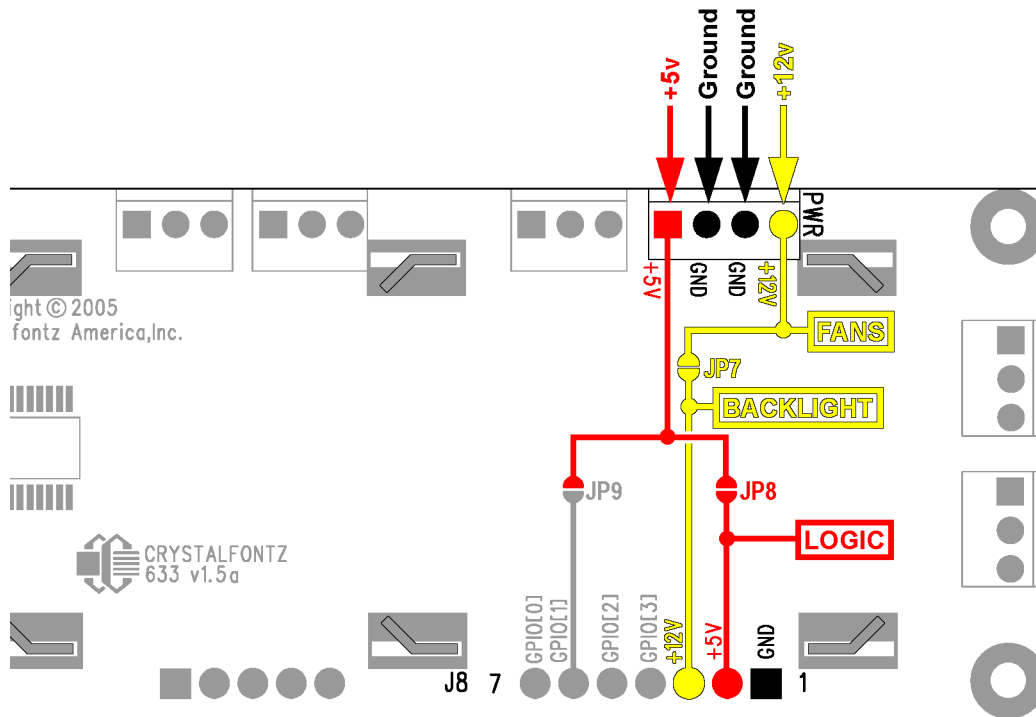 +5v
Ground
Ground
+12v
PWR
+5V
GND
GND
+12V
ight © 2005
fontz America,Inc.
FANS
JP7
BACKLIGHT
JP9
JP8
LOGIC
CRYSTALFONTZ
633 v1.5a
GPIO[0]
GPIO[1]
GPIO[2]
GPIO[3]
+12V
+5V
GND
J8 7
1